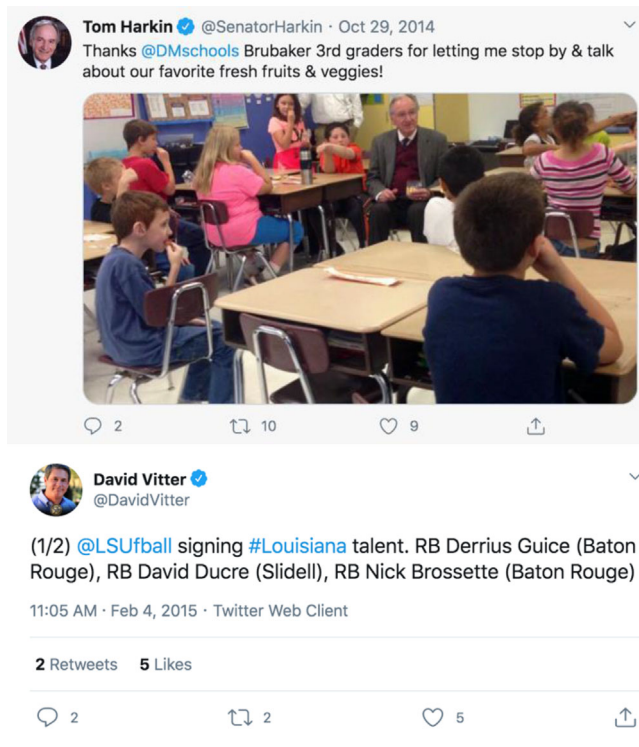 Tom Harkin @SenatorHarkin · Oct 29, 2014
Thanks @DMschools Brubaker 3rd graders for letting me stop by & talk
about our favorite fresh fruits & veggies!
2 10 9
David Vitter
@DavidVitter
(1/2) @LSUfball signing #Louisiana talent. RB Derrius Guice (Baton
Rouge), RB David Ducre (Slidell), RB Nick Brossette (Baton Rouge)
11:05 AM · Feb 4, 2015 · Twitter Web Client
2 Retweets 5 Likes
2 2 5